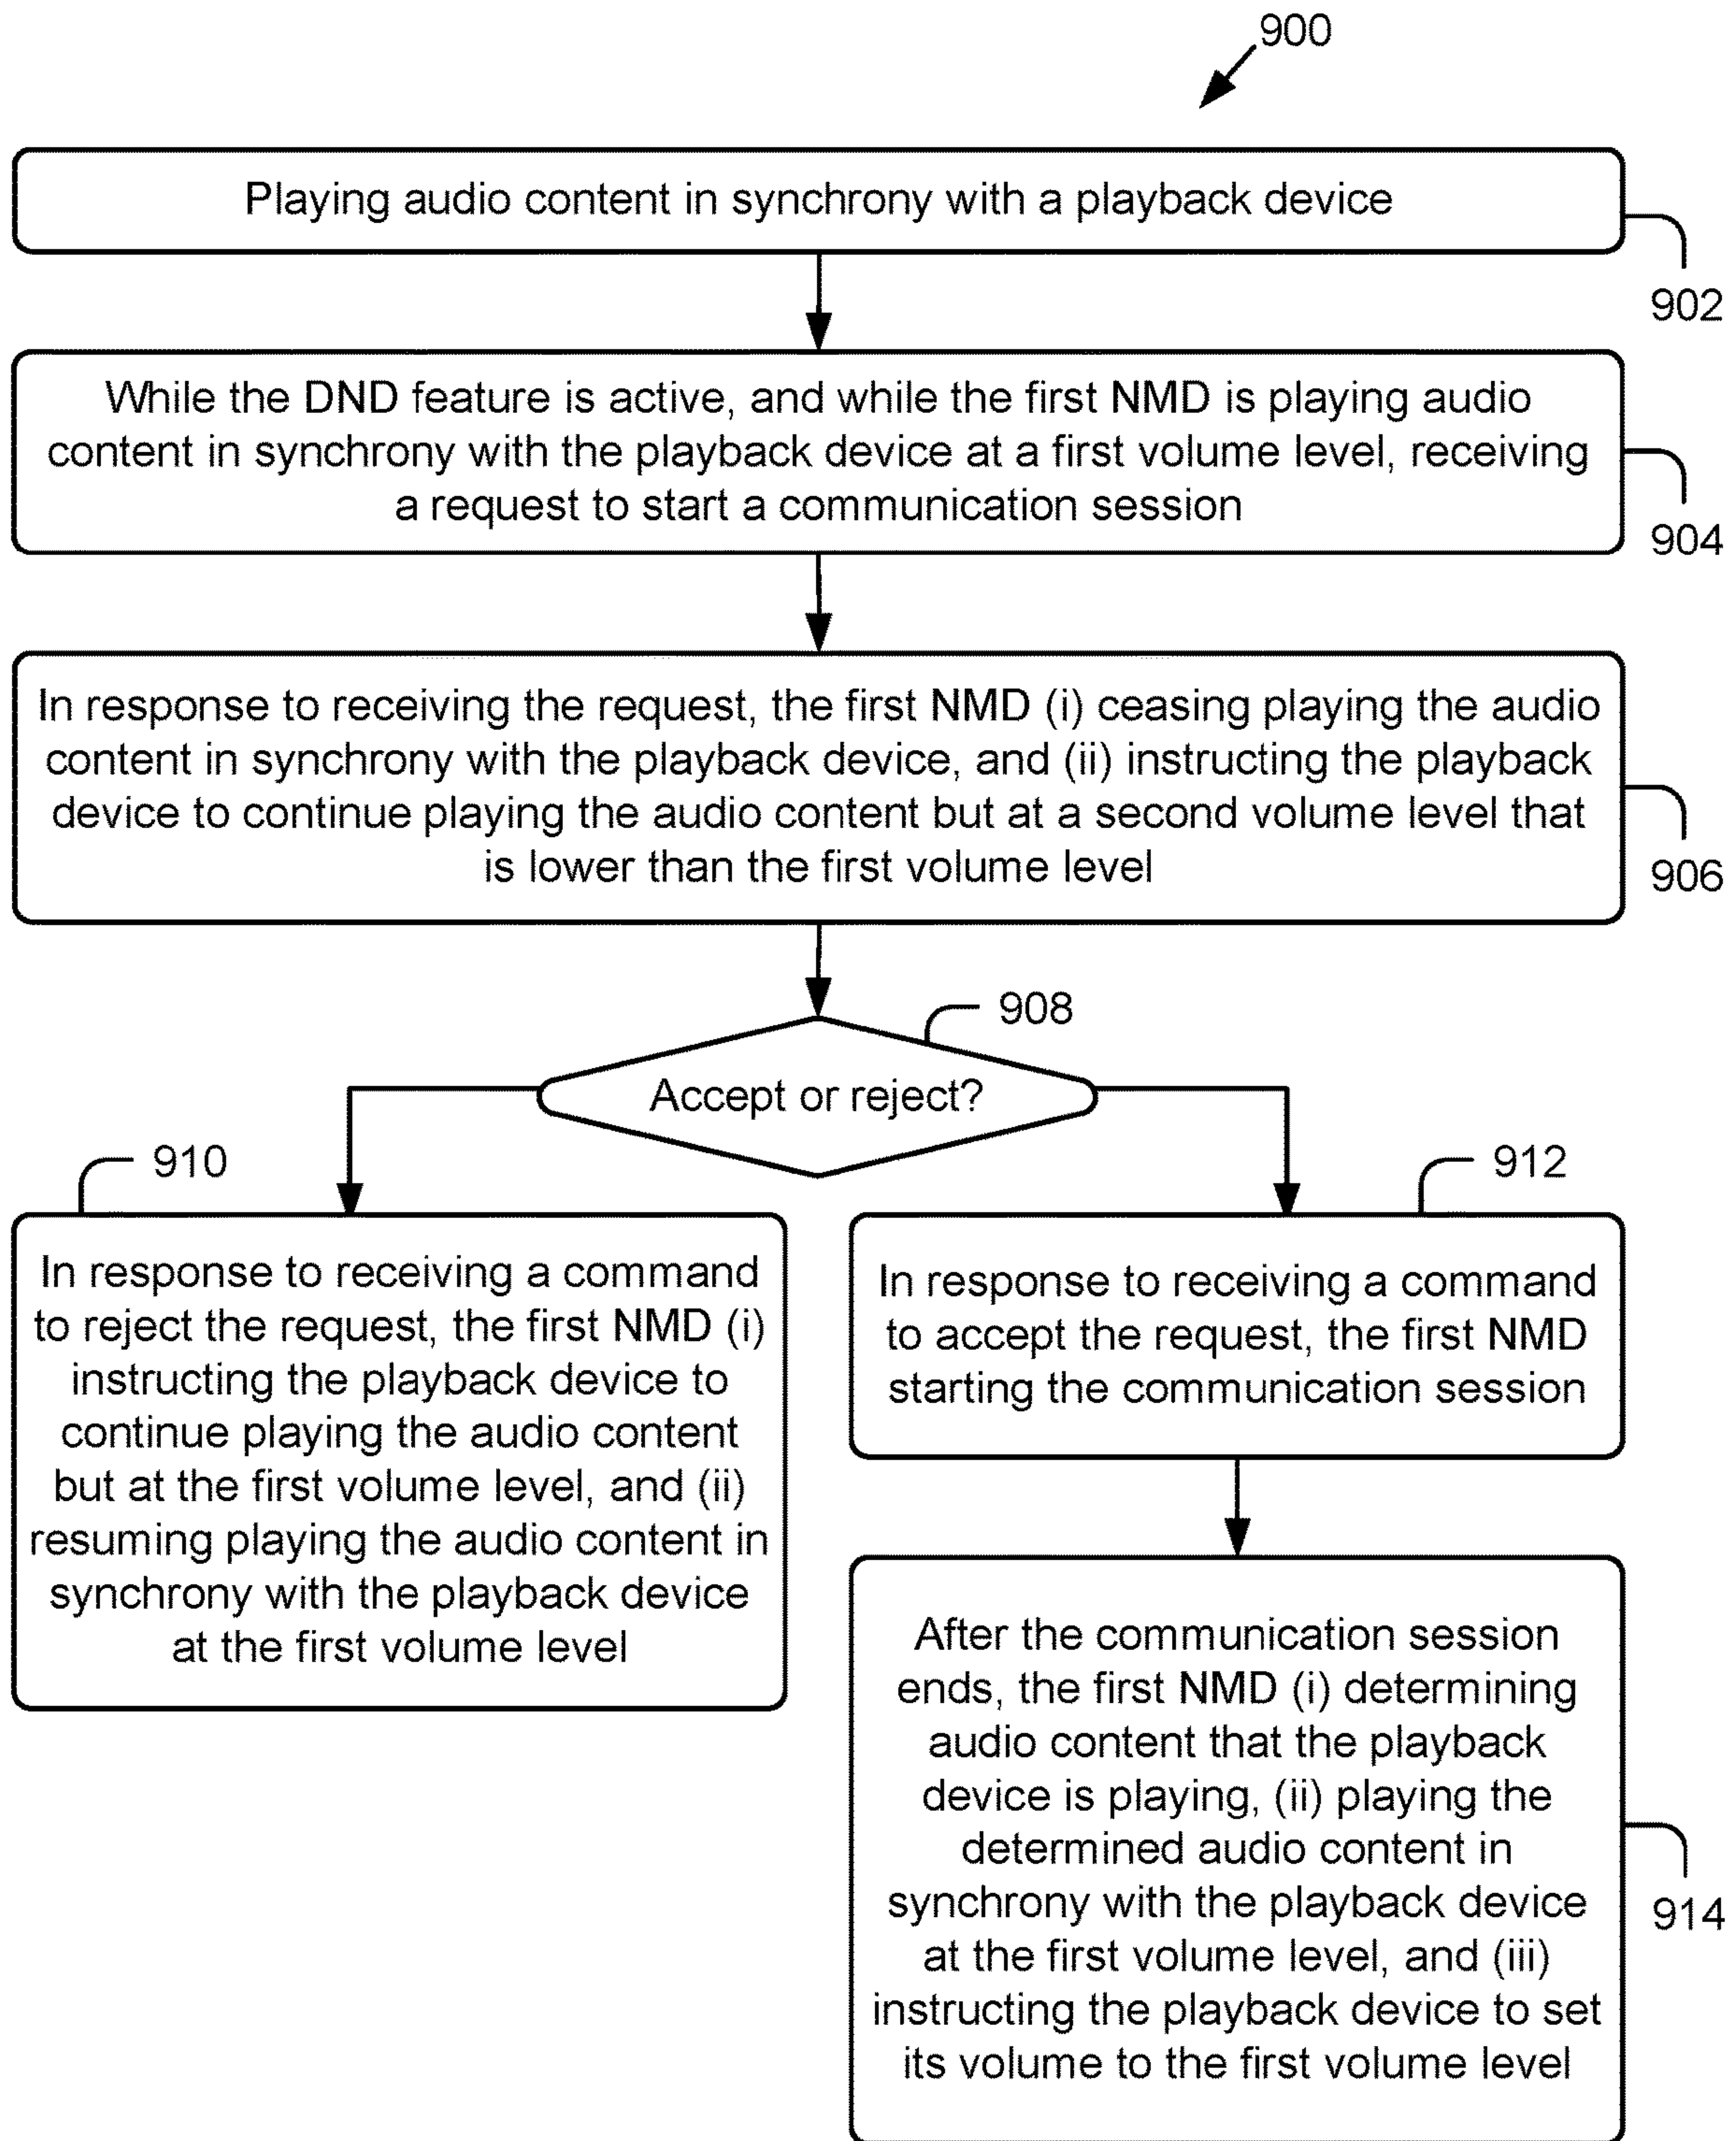 900
Playing audio content in synchrony with a playback device
902
While the DND feature is active, and while the first NMD is playing audio
content in synchrony with the playback device at a first volume level, receiving
a request to start a communication session
904
In response to receiving the request, the first NMD (i) ceasing playing the audio
content in synchrony with the playback device, and (ii) instructing the playback
device to continue playing the audio content but at a second volume level that
is lower than the first volume level
906
908
Accept or reject?
910
In response to receiving a command
to reject the request, the first NMD (i)
instructing the playback device to
continue playing the audio content
but at the first volume level, and (ii)
resuming playing the audio content in
synchrony with the playback device
at the first volume level
912
In response to receiving a command
to accept the request, the first NMD
starting the communication session
After the communication session
ends, the first NMD (i) determining
audio content that the playback
device is playing, (ii) playing the
determined audio content in
synchrony with the playback device
at the first volume level, and (iii)
instructing the playback device to set
its volume to the first volume level
914